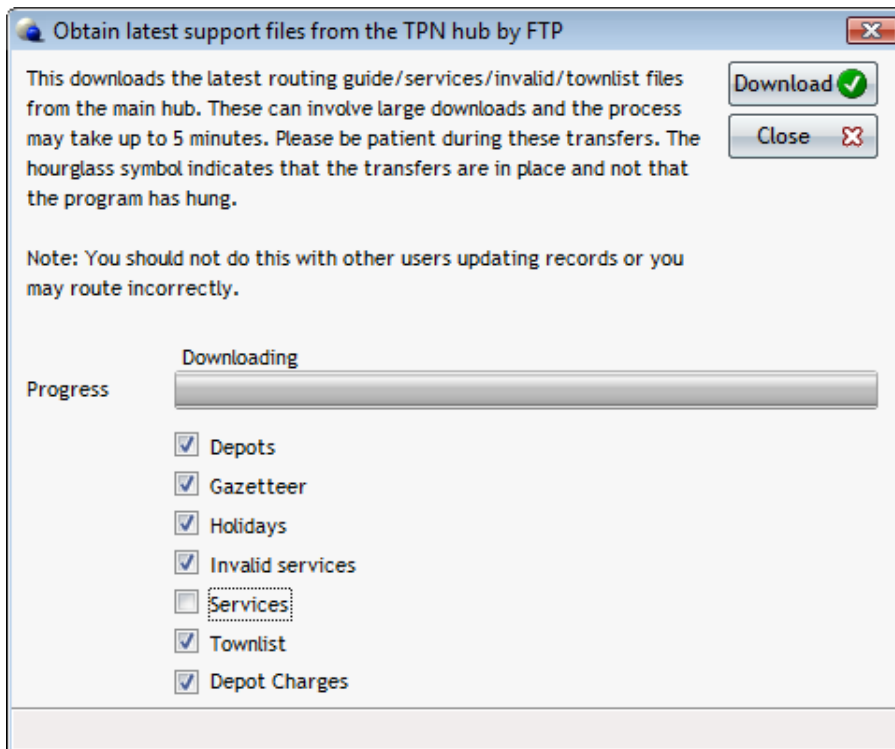 Obtain latest support files from the TPN hub by FTP
This downloads the latest routing guide/services/invalid/townlist files
from the main hub. These can involve large downloads and the process
may take up to 5 minutes. Please be patient during these transfers. The
hourglass symbol indicates that the transfers are in place and not that
the program has hung.
Download
Close
Note: You should not do this with other users updating records or you
may route incorrectly.
Downloading
Progress
Depots
Gazetteer
Holidays
Invalid services
Services
Townlist
Depot Charges